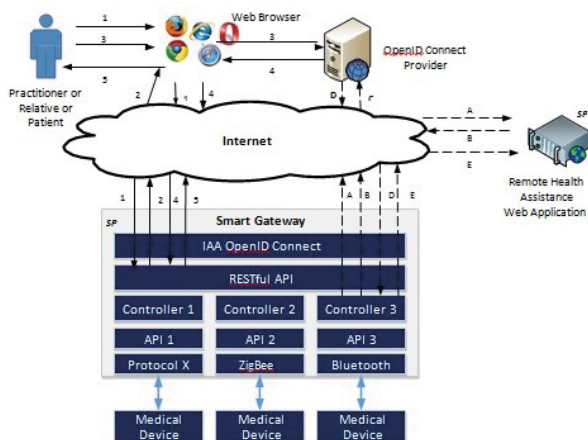 Web Browser
1
3
5
3
4
OpenID Connect
Provider
Practitioner or
Relative or
Patient
2
1
4
D
C
Internet
A
B
E
SP
Remote Health
Assistance
Web Application
1
2
4
5
A
B
D
E
SP
Smart Gateway
IAA OpenID Connect
RESTful API
Controller 1
Controller 2
Controller 3
API 1
API 2
API 3
Protocol X
ZigBee
Bluetooth
Medical
Device
Medical
Device
Medical
Device